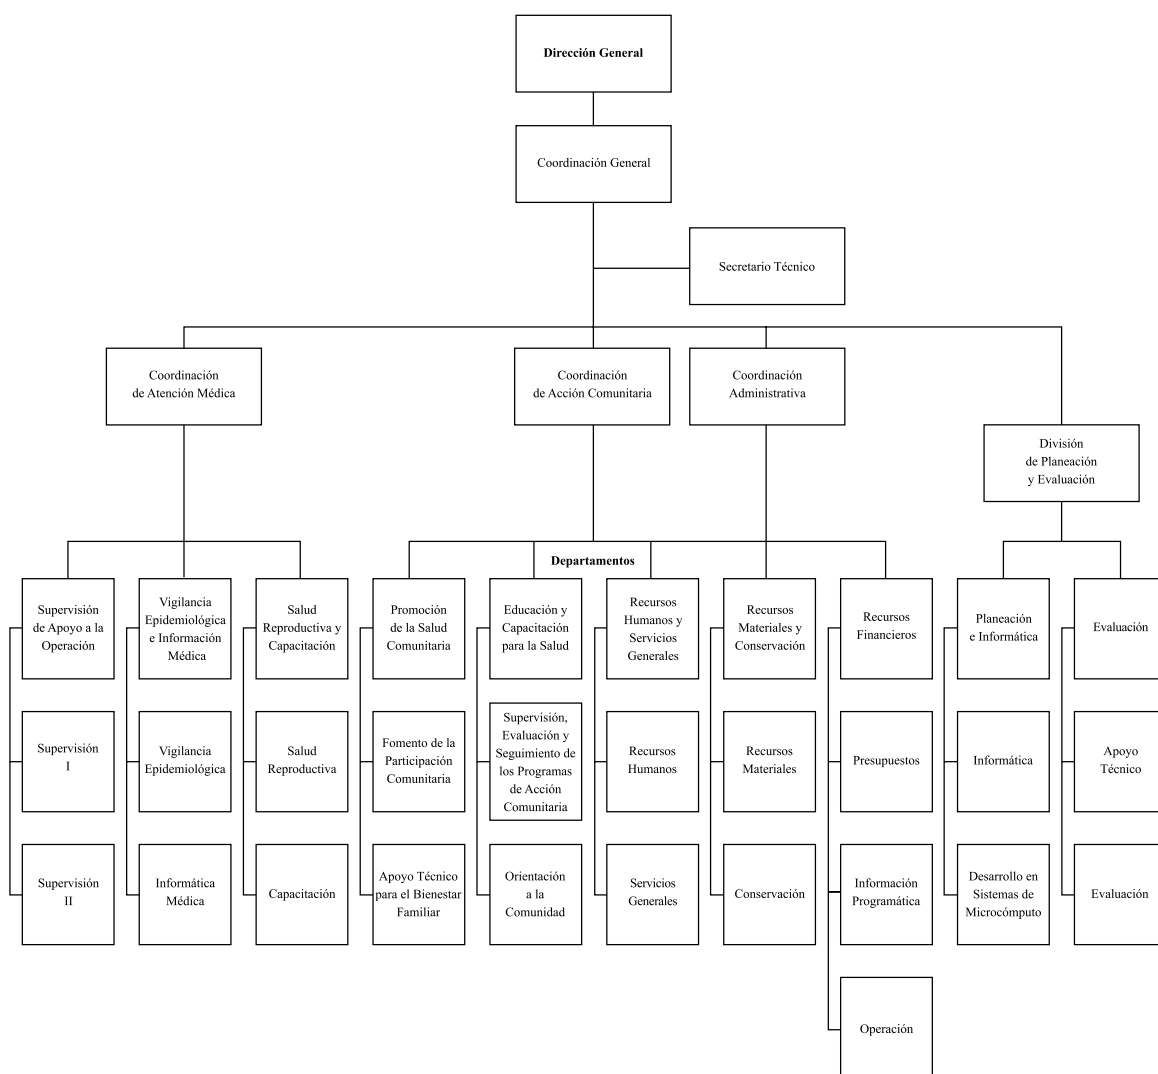 Dirección General
Coordinación General
Secretario Técnico
Coordinación
de Atención Médica
Coordinación
de Acción Comunitaria
Coordinación
Administrativa
División
de Planeación
y Evaluación
Departamentos
Supervisión
de Apoyo a la
Operación
Vigilancia
Epidemiológica
e Información
Médica
Salud
Reproductiva y
Capacitación
Promoción
de la Salud
Comunitaria
Educación y
Capacitación
para la Salud
Recursos
Humanos y
Servicios
Generales
Recursos
Materiales y
Conservación
Recursos
Financieros
Planeación
e Informática
Evaluación
Supervisión
I
Vigilancia
Epidemiológica
Salud
Reproductiva
Fomento de la
Participación
Comunitaria
Supervisión,
Evaluación y
Seguimiento de
los Programas
de Acción
Comunitaria
Recursos
Humanos
Recursos
Materiales
Presupuestos
Informática
Apoyo
Técnico
Supervisión
II
Informática
Médica
Capacitación
Apoyo Técnico
para el Bienestar
Familiar
Orientación
a la
Comunidad
Servicios
Generales
Conservación
Información
Programática
Desarrollo en
Sistemas de
Microcómputo
Evaluación
Operación